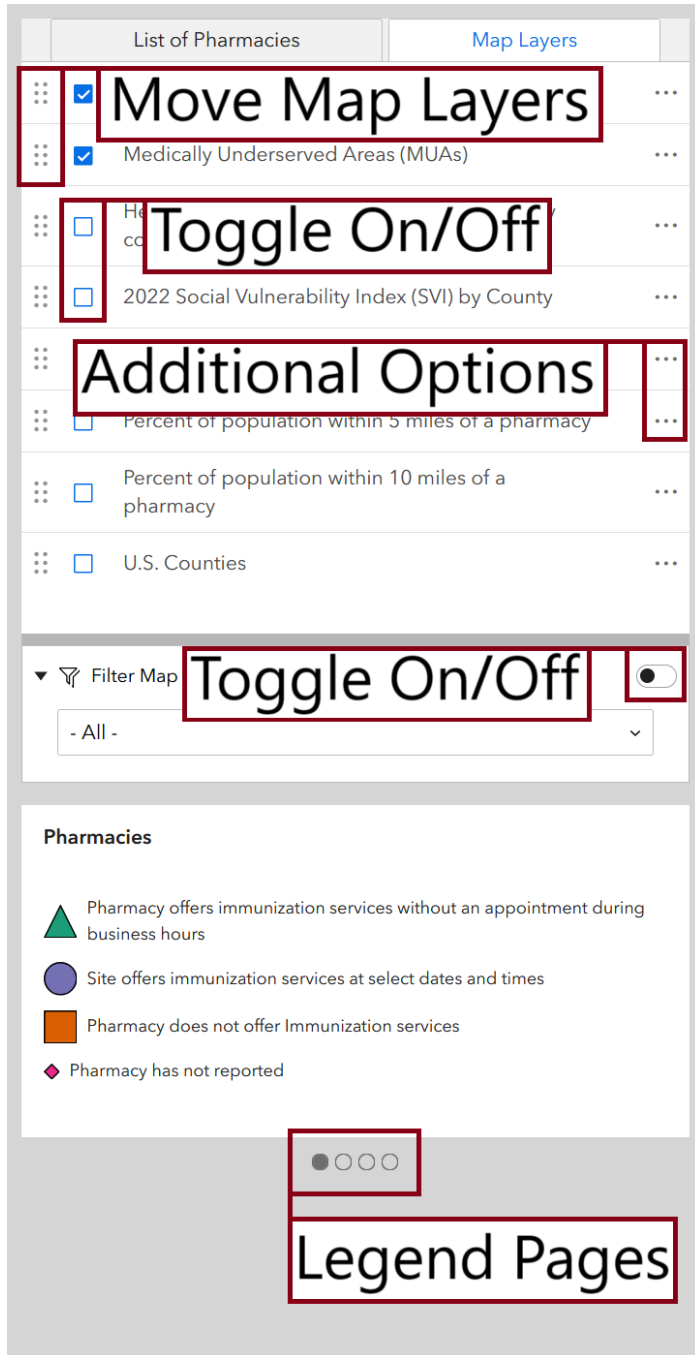 List of Pharmacies Map Layers
Move Map Layers
Medically Underserved Areas (MUAs)
Toggle On/Off
2022 Social Vulnerability Index (SVI) by County
Additional Options
Percent of population within 5 miles of a pharmacy
Percent of population within 10 miles of a
pharmacy
U.S. Counties
Filter Map Toggle On/Off
- All -
Pharmacies
Pharmacy offers immunization services without an appointment during
business hours
Site offers immunization services at select dates and times
Pharmacy does not offer Immunization services
Pharmacy has not reported
Legend Pages